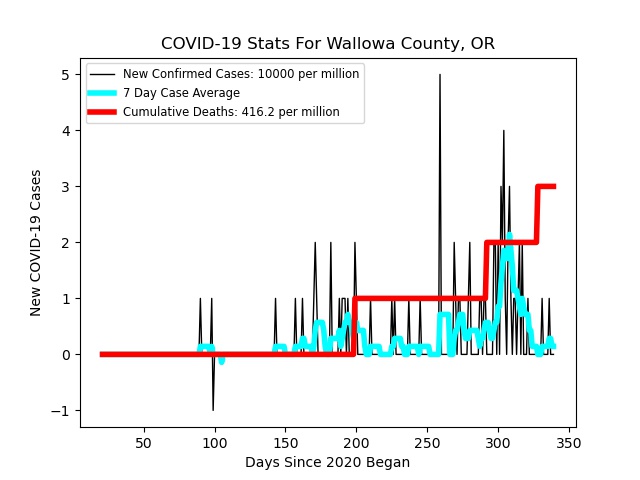 COVID-19 Stats For Wallowa County, OR
New Confirmed Cases: 10000 per million
7 Day Case Average
Cumulative Deaths: 416.2 per million
New COVID-19 Cases
5
4
3
2
1
0
−1
50 100 150 200 250 300 350
Days Since 2020 Began